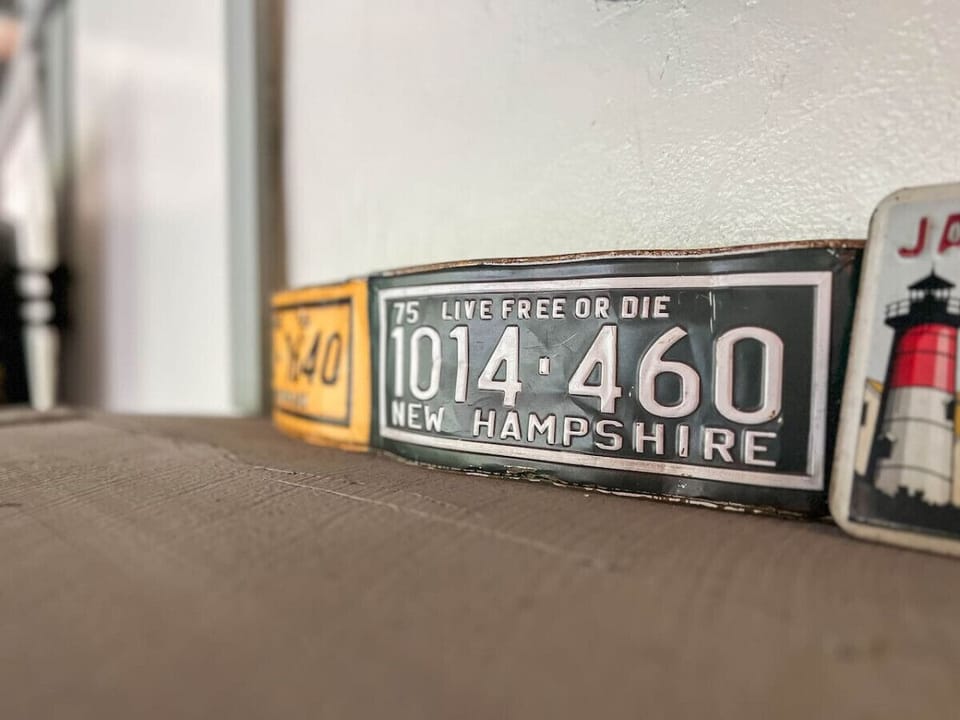 75 LIVE FREE OR DIE
1014·460
NEW HAMPSHIRE